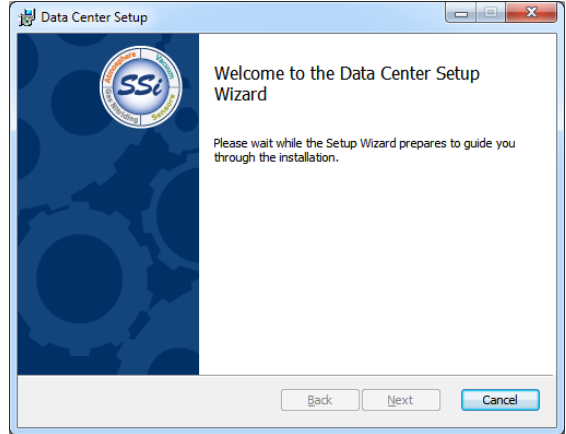 Data Center Setup
Atmosphere
Vacuum
SSi
Gas Nitriding
Sensors
Welcome to the Data Center Setup
Wizard
Please wait while the Setup Wizard prepares to guide you
through the installation.
Back
Next
Cancel